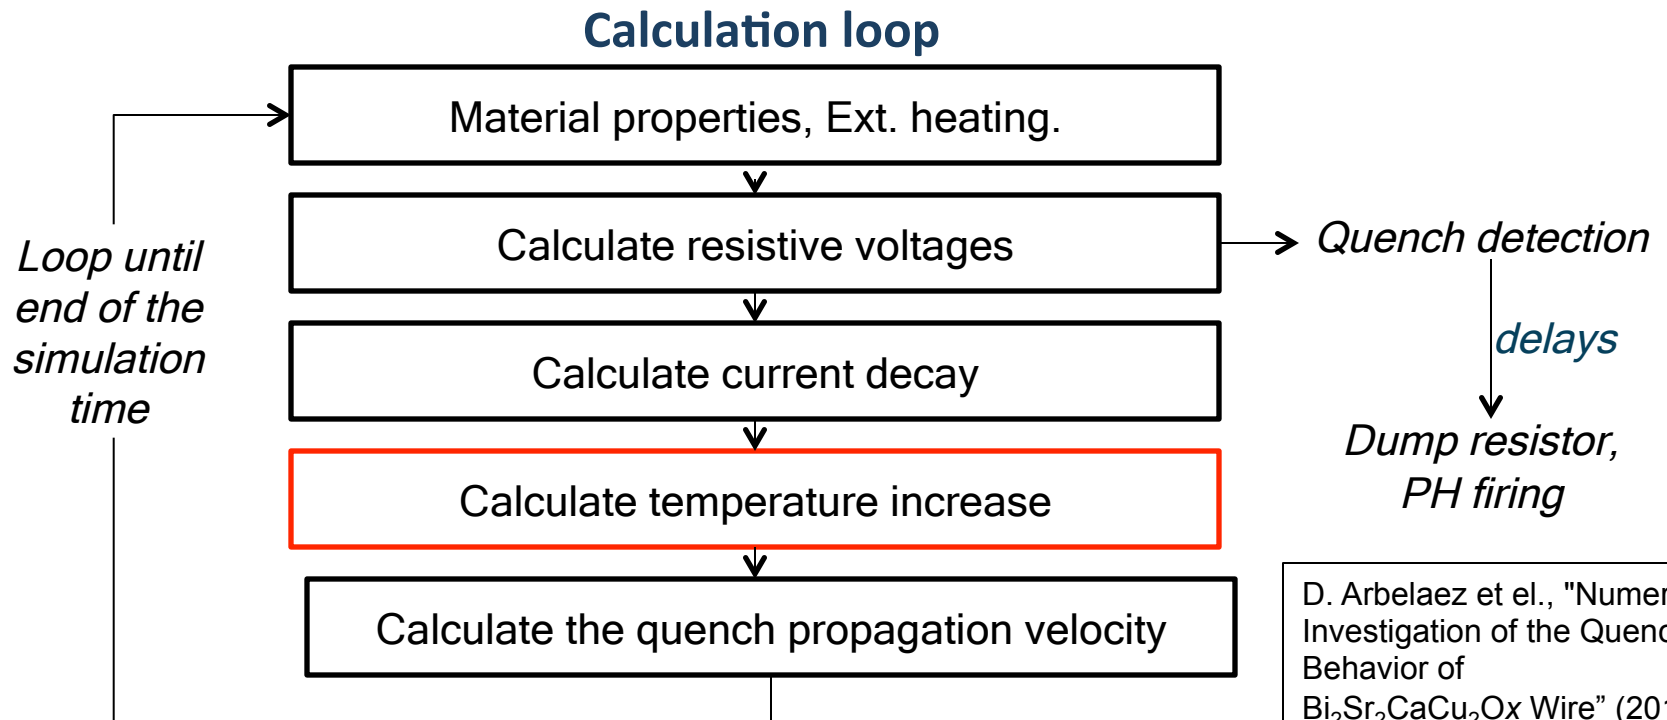 Calculation loop
Material properties, Ext. heating.
Calculate resistive voltages
Quench detection
Loop until
end of the
simulation
time
delays
Calculate current decay
Dump resistor,
PH firing
Calculate temperature increase
Calculate the quench propagation velocity
D. Arbelaez et el., "Numer
Investigation of the Quenc
Behavior of
Bi₂Sr₂CaCu₂Ox Wire” (201